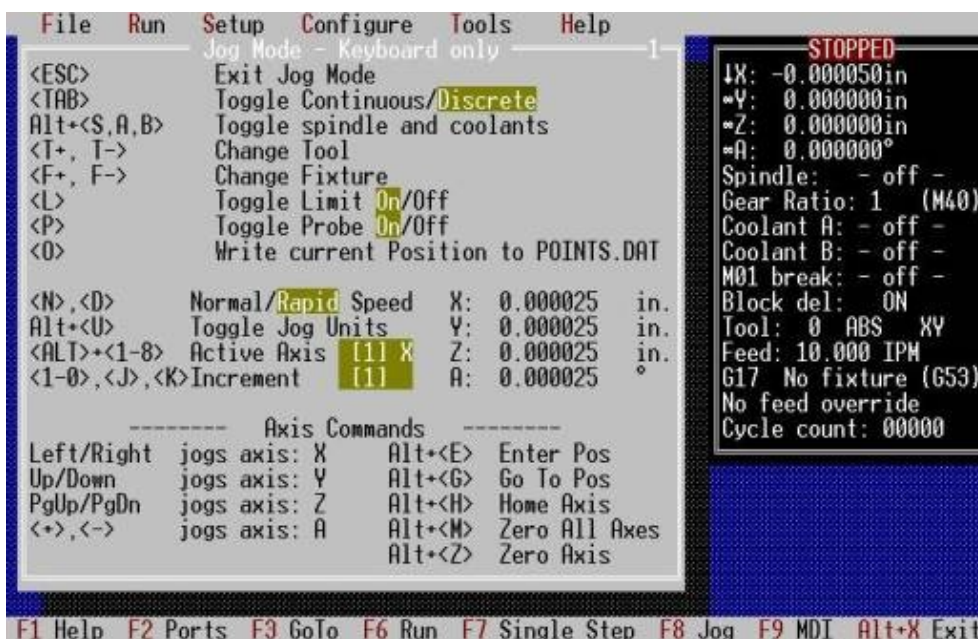 File Run Setup Configure Tools Help
Jog Mode - Keyboard only 1
<ESC> Exit Jog Mode
<TAB> Toggle Continuous/Discrete
Alt+<S,A,B> Toggle spindle and coolants
<T+, T-> Change Tool
<F+, F-> Change Fixture
<L> Toggle Limit On/Off
<P> Toggle Probe On/Off
<O> Write current Position to POINTS.DAT
<N>,<D> Normal/Rapid Speed X: 0.000025 in.
Alt+<U> Toggle Jog Units Y: 0.000025 in.
<ALT>+<1-8> Active Axis [1] X Z: 0.000025 in.
<1-0>,<J>,<K>Increment [1] A: 0.000025 °
-------- Axis Commands --------
Left/Right jogs axis: X Alt+<E> Enter Pos
Up/Down jogs axis: Y Alt+<G> Go To Pos
PgUp/PgDn jogs axis: Z Alt+<H> Home Axis
<+>,<-> jogs axis: A Alt+<M> Zero All Axes
Alt+<Z> Zero Axis
STOPPED
↓X: -0.000050in
∞Y: 0.000000in
∞Z: 0.000000in
∞A: 0.000000°
Spindle: - off -
Gear Ratio: 1 (M40)
Coolant A: - off -
Coolant B: - off -
M01 break: - off -
Block del: ON
Tool: 0 ABS XY
Feed: 10.000 IPM
G17 No fixture (G53)
No feed override
Cycle count: 00000
F1 Help F2 Ports F3 GoTo F6 Run F7 Single Step F8 Jog F9 MDI Alt+X Exit